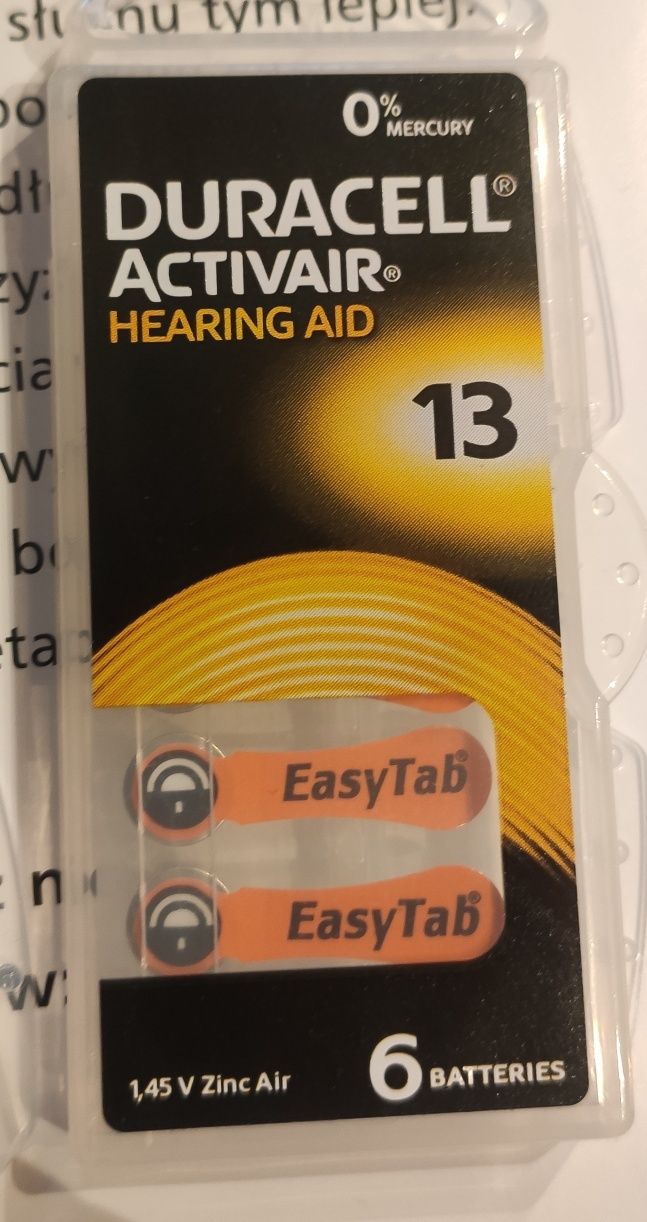 tym lepiej.
0%
MERCURY
DURACELL®
ACTIVAIR®
HEARING AID
13
EasyTab®
EasyTab®
1,45 V Zinc Air
6 BATTERIES